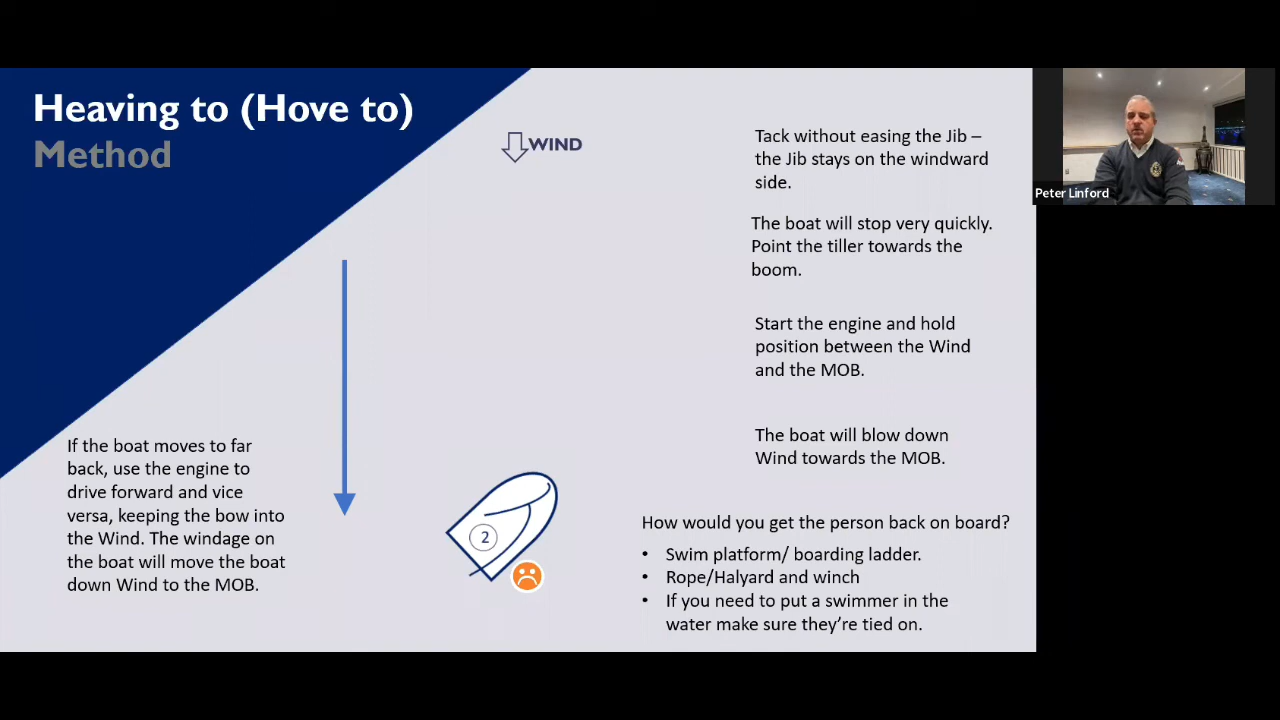 Heaving to (Hove to)
Method
WIND
Tack without easing the Jib –
the Jib stays on the windward
side.
The boat will stop very quickly.
Point the tiller towards the
boom.
Start the engine and hold
position between the Wind
and the MOB.
The boat will blow down
Wind towards the MOB.
If the boat moves to far
back, use the engine to
drive forward and vice
versa, keeping the bow into
the Wind. The windage on
the boat will move the boat
down Wind to the MOB.
2
How would you get the person back on board?
• Swim platform/ boarding ladder.
• Rope/Halyard and winch
• If you need to put a swimmer in the
water make sure they’re tied on.
Peter Linford